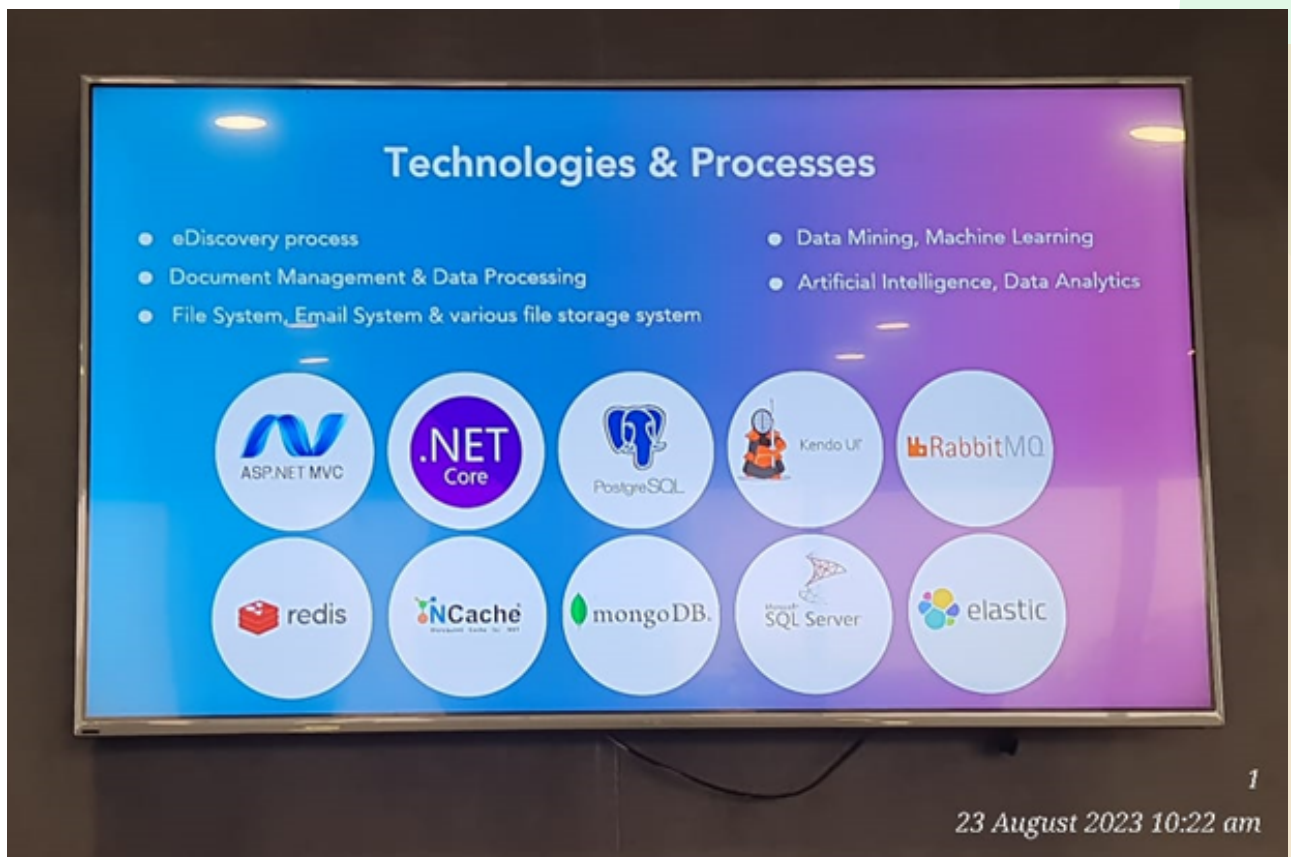 Technologies & Processes
eDiscovery process
Document Management & Data Processing
File System, Email System & various file storage system
Data Mining, Machine Learning
Artificial Intelligence, Data Analytics
ASP.NET MVC
.NET
Core
PostgreSQL
Kendo UI
RabbitMQ
redis
NCache
mongoDB.
Microsoft
SQL Server
elastic
1
23 August 2023 10:22 am